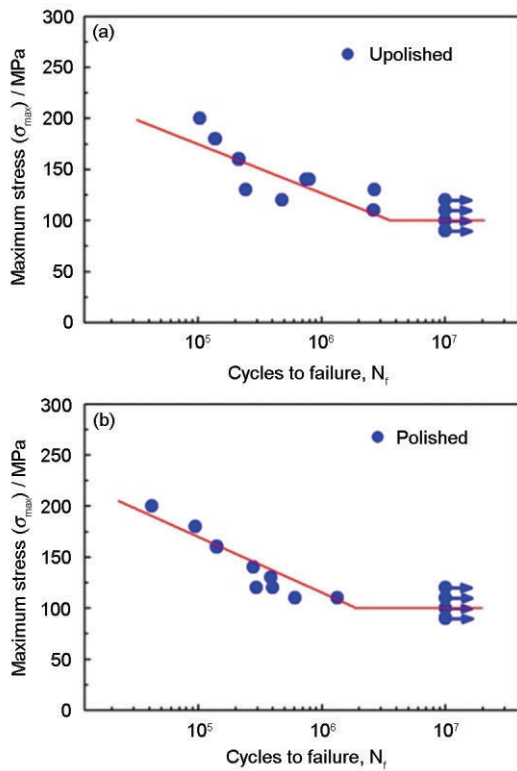 (a)
Upolished
300
250
200
150
100
50
0
Maximum stress (σmax) / MPa
10⁵ 10⁶ 10⁷
Cycles to failure, Nf
(b)
Polished
300
250
200
150
100
50
0
Maximum stress (σmax) / MPa
10⁵ 10⁶ 10⁷
Cycles to failure, Nf